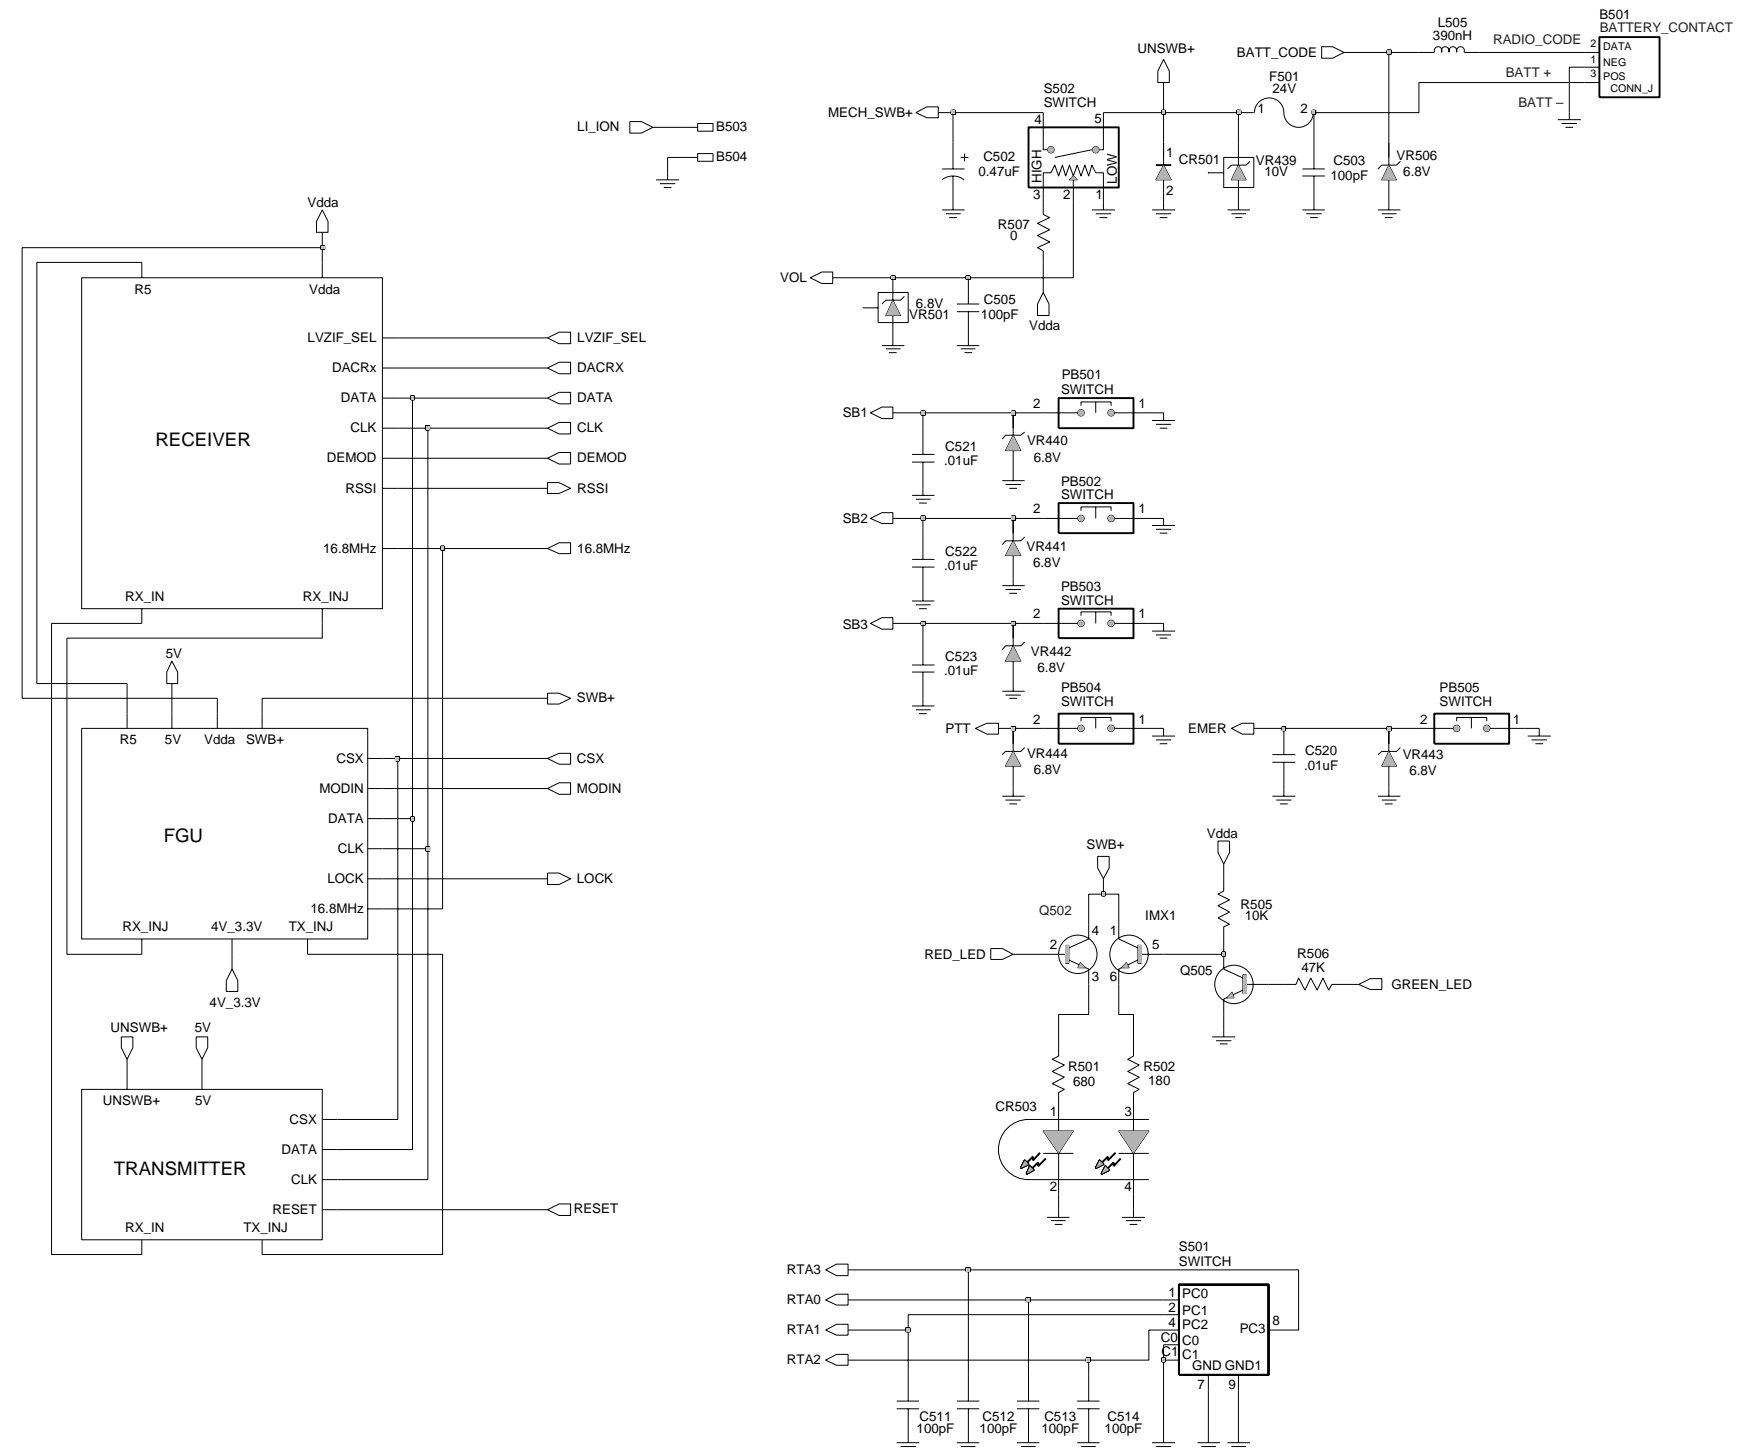 B501
BATTERY_CONTACT
L505
390nH
RADIO_CODE
2
DATA
1
NEG
3
POS
CONN_J
BATT +
BATT –
UNSWB+
BATT_CODE
F501
24V
1
2
S502
SWITCH
MECH_SWB+
4
5
HIGH
LOW
3
2
1
+
C502
0.47uF
1
CR501
2
VR439
10V
C503
100pF
VR506
6.8V
LI_ION
B503
B504
R507
0
VOL
6.8V
VR501
C505
100pF
Vdda
Vdda
R5
Vdda
LVZIF_SEL
LVZIF_SEL
DACRx
DACRX
DATA
DATA
CLK
CLK
RECEIVER
DEMOD
DEMOD
RSSI
RSSI
16.8MHz
16.8MHz
RX_IN
RX_INJ
PB501
SWITCH
SB1
2
1
C521
.01uF
VR440
6.8V
PB502
SWITCH
SB2
2
1
C522
.01uF
VR441
6.8V
PB503
SWITCH
SB3
2
1
C523
.01uF
VR442
6.8V
PB504
SWITCH
PTT
2
1
VR444
6.8V
PB505
SWITCH
EMER
2
1
C520
.01uF
VR443
6.8V
5V
SWB+
R5
5V
Vdda
SWB+
CSX
CSX
MODIN
MODIN
DATA
FGU
CLK
LOCK
LOCK
16.8MHz
RX_INJ
4V_3.3V
TX_INJ
4V_3.3V
UNSWB+
5V
UNSWB+
5V
CSX
DATA
TRANSMITTER
CLK
RESET
RESET
RX_IN
TX_INJ
SWB+
Vdda
R505
10K
Q502
IMX1
4
1
RED_LED
2
5
3
6
Q505
R506
47K
GREEN_LED
R501
680
R502
180
CR503
1
3
2
4
S501
SWITCH
RTA3
RTA0
1
PC0
2
PC1
RTA1
4
PC2
PC3
8
C0
C0
RTA2
C1
C1
GND
GND1
7
9
C511
100pF
C512
100pF
C513
100pF
C514
100pF